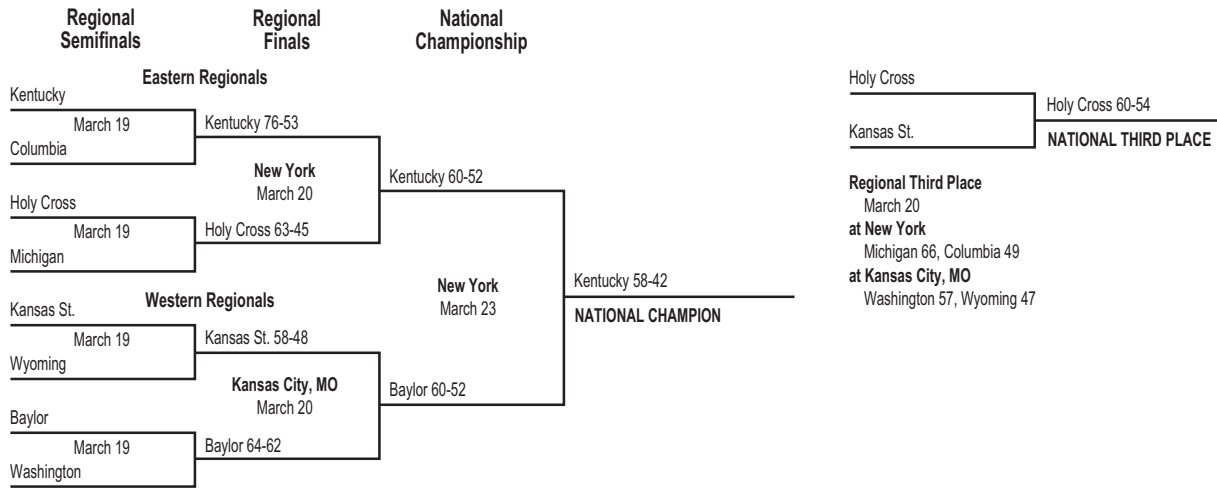 Regional
Semifinals
Regional
Finals
National
Championship
Eastern Regionals
Kentucky
March 19
Columbia
Kentucky 76-53
New York
March 20
Holy Cross
March 19
Michigan
Holy Cross 63-45
Kentucky 60-52
Western Regionals
Kansas St.
March 19
Wyoming
Kansas St. 58-48
Kansas City, MO
March 20
Baylor
March 19
Washington
Baylor 64-62
Baylor 60-52
New York
March 23
Kentucky 58-42
NATIONAL CHAMPION
Holy Cross
Kansas St.
Holy Cross 60-54
NATIONAL THIRD PLACE
Regional Third Place
March 20
at New York
Michigan 66, Columbia 49
at Kansas City, MO
Washington 57, Wyoming 47